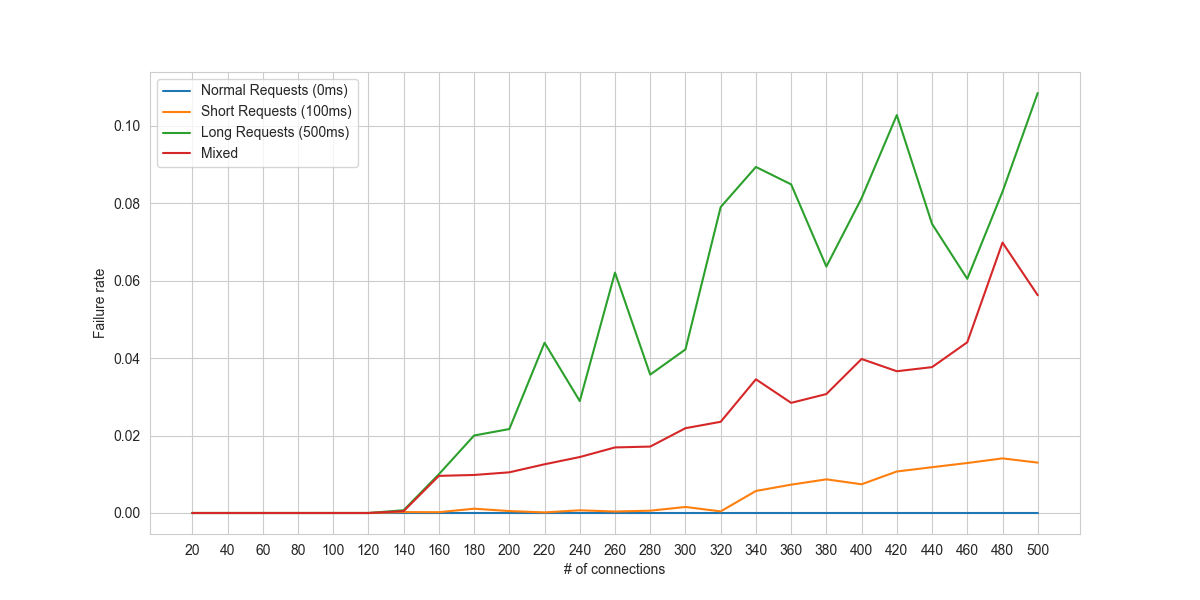 Normal Requests (0ms)
Short Requests (100ms)
Long Requests (500ms)
Mixed
Failure rate
0.10
0.08
0.06
0.04
0.02
0.00
20 40 60 80 100 120 140 160 180 200 220 240 260 280 300 320 340 360 380 400 420 440 460 480 500
# of connections